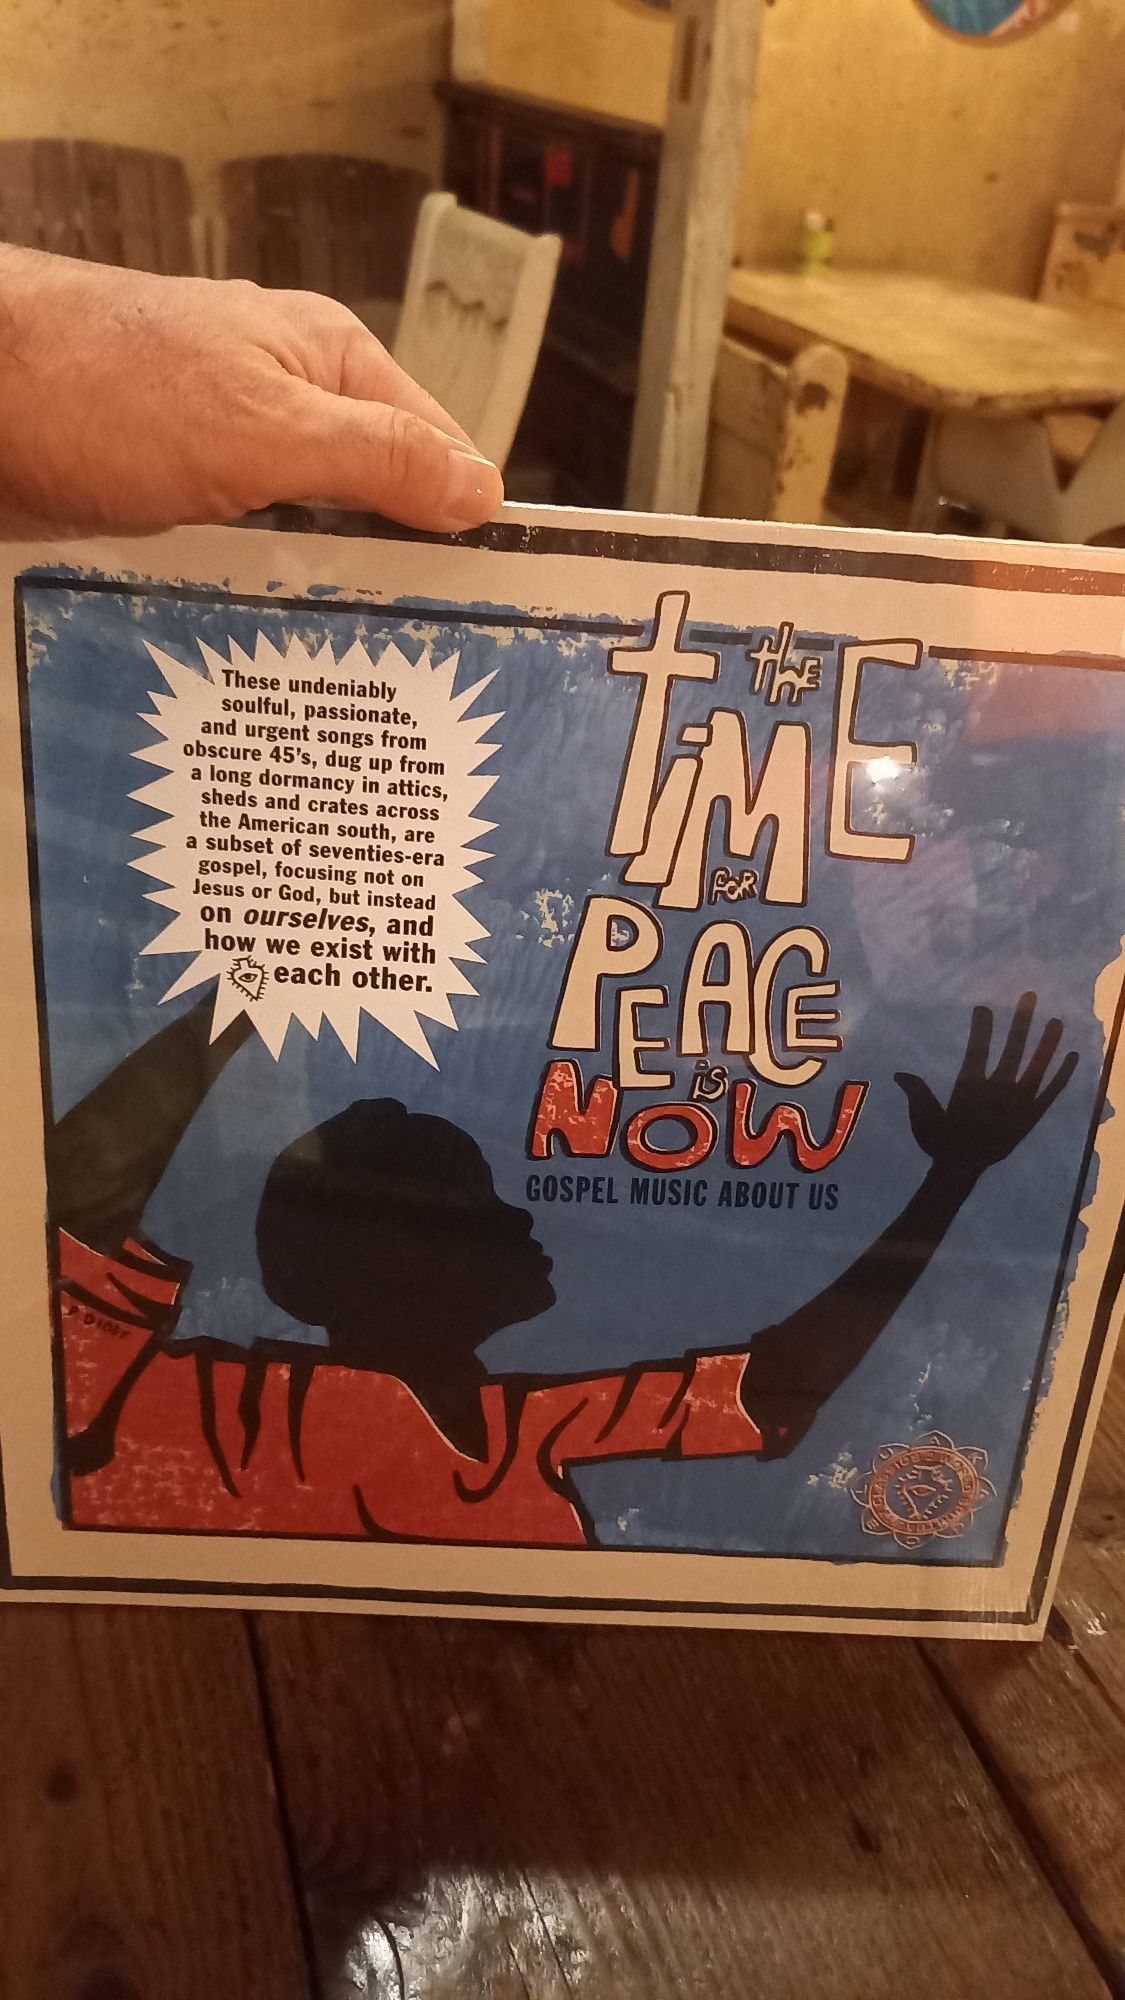 These undeniably
soulful, passionate,
and urgent songs from
obscure 45's, dug up from
a long dormancy in attics,
sheds and crates across
the American south, are
a subset of seventies-era
gospel, focusing not on
Jesus or God, but instead
on ourselves, and
how we exist with
each other.
the
TiME
FOR
PEACE
iS
NOW
GOSPEL MUSIC ABOUT US